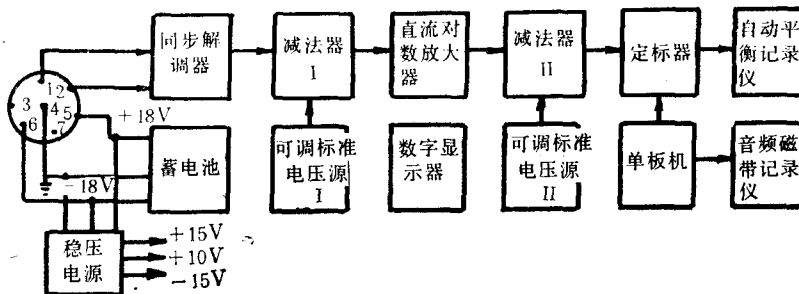 同步解
调器
减法器
I
直流对
数放大
器
减法器
II
定标器
自动平
衡记录
仪
1 2
3 4
5
6 7
+18V
-18V
蓄电池
可调标准
电压源
I
数字显
示器
可调标准
电压源
II
单板机
音频磁
带记录
仪
稳压
电源
+15V
+10V
-15V